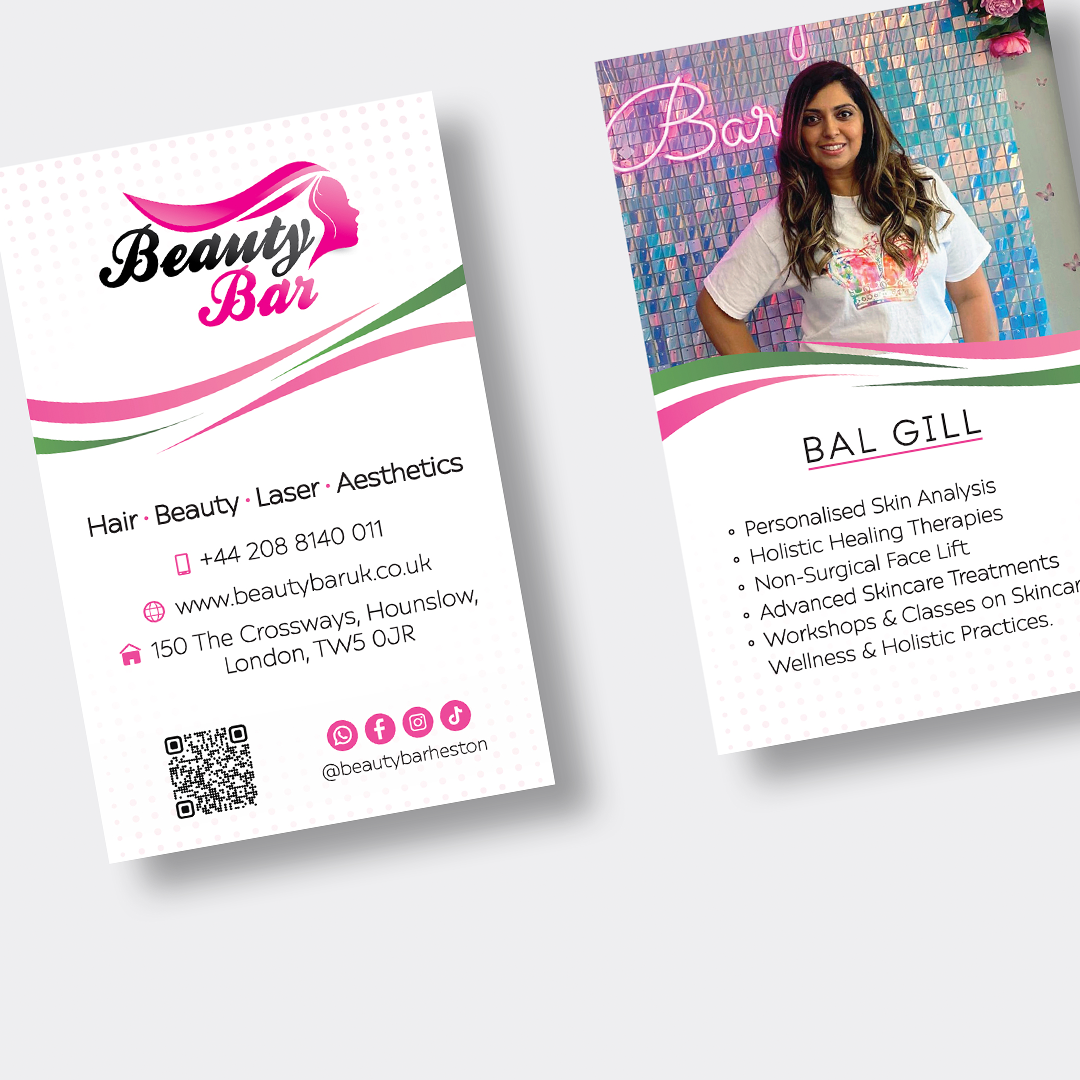 Beauty
Bar
Hair · Beauty · Laser · Aesthetics
+44 208 8140 011
www.beautybaruk.co.uk
150 The Crossways, Hounslow,
London, TW5 0JR
@beautybarheston
Bar
BAL GILL
Personalised Skin Analysis
Holistic Healing Therapies
Non-Surgical Face Lift
Advanced Skincare Treatments
Workshops & Classes on Skincar
Wellness & Holistic Practices.